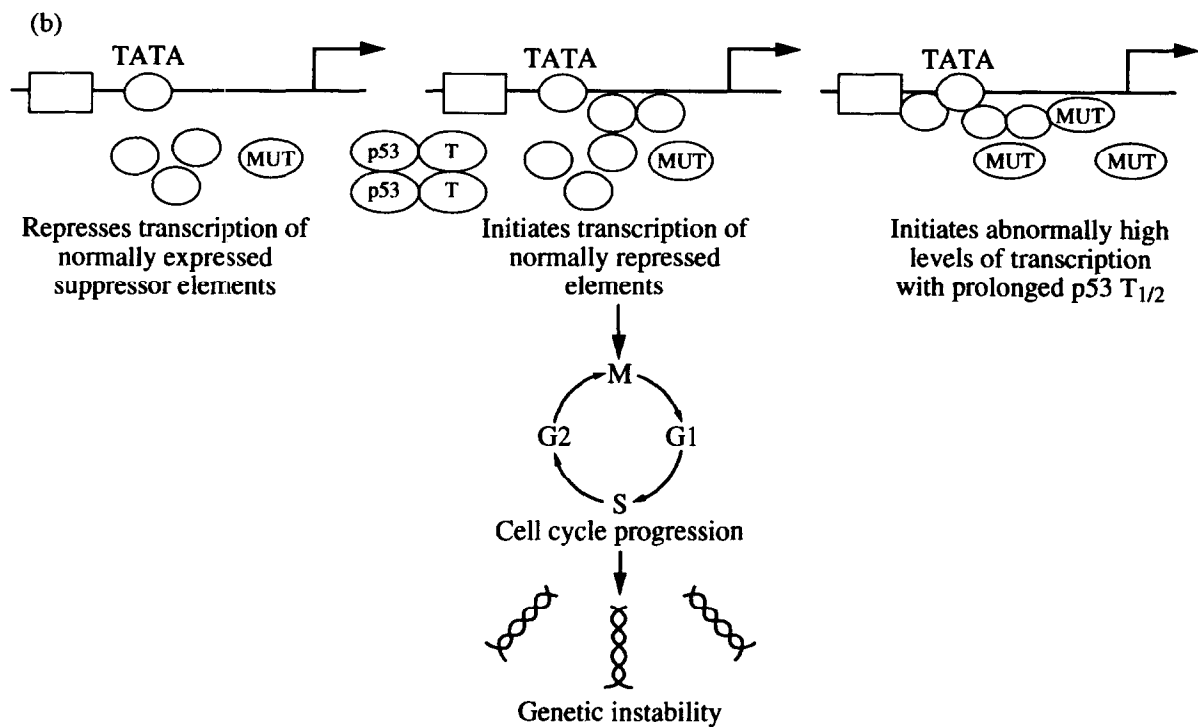 (b)
TATA
TATA
TATA
MUT
p53 T
p53 T
MUT
MUT
MUT
MUT
Represses transcription of
normally expressed
suppressor elements
Initiates transcription of
normally repressed
elements
Initiates abnormally high
levels of transcription
with prolonged p53 T1/2
M
G2 G1
S
Cell cycle progression
Genetic instability